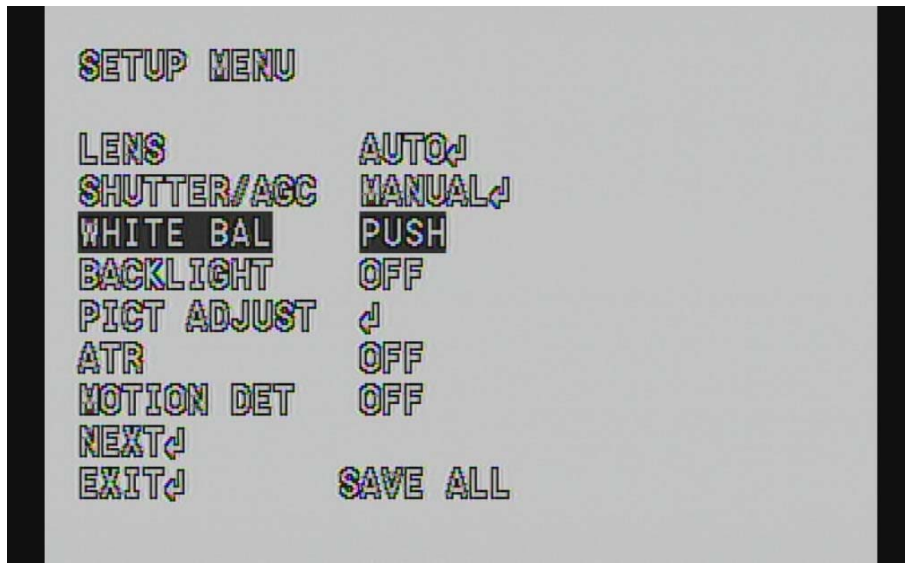 SETUP MENU
LENS AUTO↲
SHUTTER/AGC MANUAL↲
WHITE BAL PUSH
BACKLIGHT OFF
PICT ADJUST ↲
ATR OFF
MOTION DET OFF
NEXT↲
EXIT↲ SAVE ALL